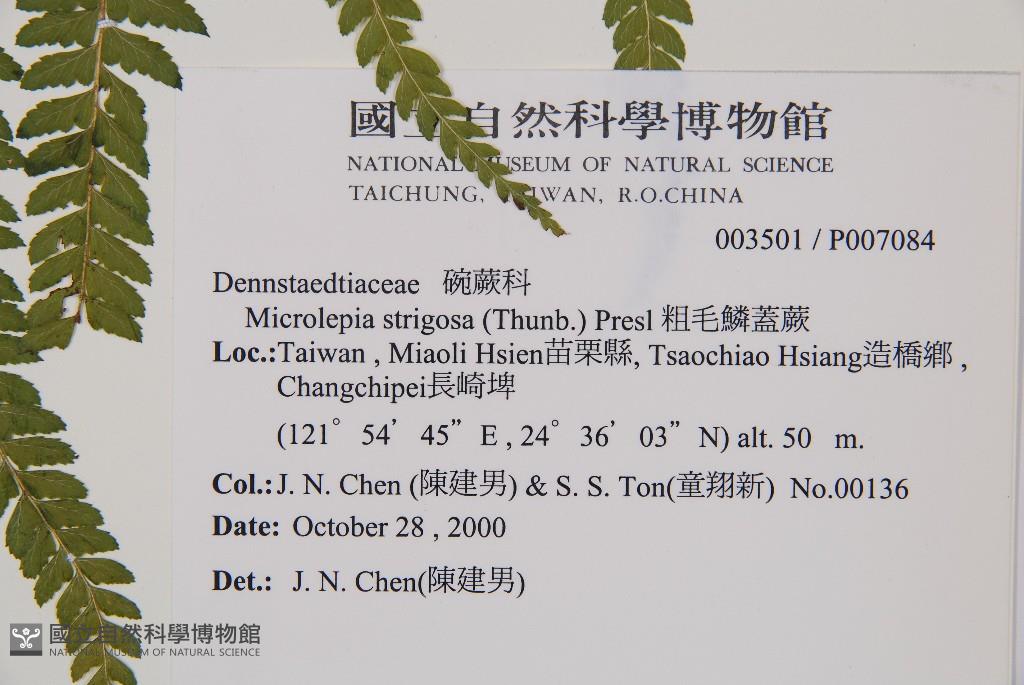 國立自然科學博物館
NATIONAL MUSEUM OF NATURAL SCIENCE
TAICHUNG, TAIWAN, R.O.CHINA
003501 / P007084
Dennstaedtiaceae 碗蕨科
Microlepia strigosa (Thunb.) Presl 粗毛鱗蓋蕨
Loc.:Taiwan , Miaoli Hsien苗栗縣, Tsaochiao Hsiang造橋鄉 ,
Changchipei長崎埤
(121° 54’ 45” E , 24° 36’ 03” N) alt. 50 m.
Col.: J. N. Chen (陳建男) & S. S. Ton(童翔新) No.00136
Date: October 28 , 2000
Det.: J. N. Chen(陳建男)
國立自然科學博物館
NATIONAL MUSEUM OF NATURAL SCIENCE